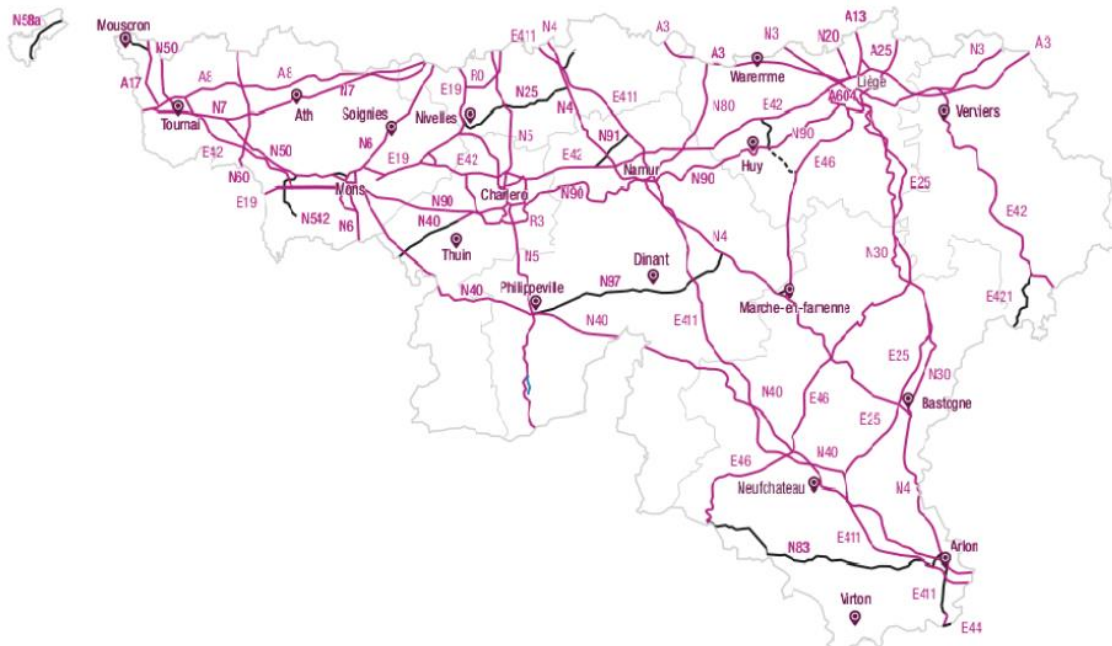 N58a
Mouscron
N50
A17
A8
A8
N7
N7
Tournai
Ath
Soignies
Nivelles
N6
E42
N60
N50
E19
Mons
N542
N6
E19
E42
N90
N40
Thuin
E411
N4
R0
E19
N25
N5
N4
E411
N91
E42
Charlero
N90
R3
N5
Namur
A3
A3
N3
Waremme
N20
A13
A25
Liège
A604
N3
A3
Verviers
N80
E42
N90
Huy
N90
E46
E25
E42
N30
E421
N4
Dinant
N97
Philippeville
N40
N40
E411
Marche-en-famenne
E25
N30
Bastogne
N40
E46
E25
E46
N40
Neufchateau
N4
N83
E411
Arlon
E411
Virton
E44